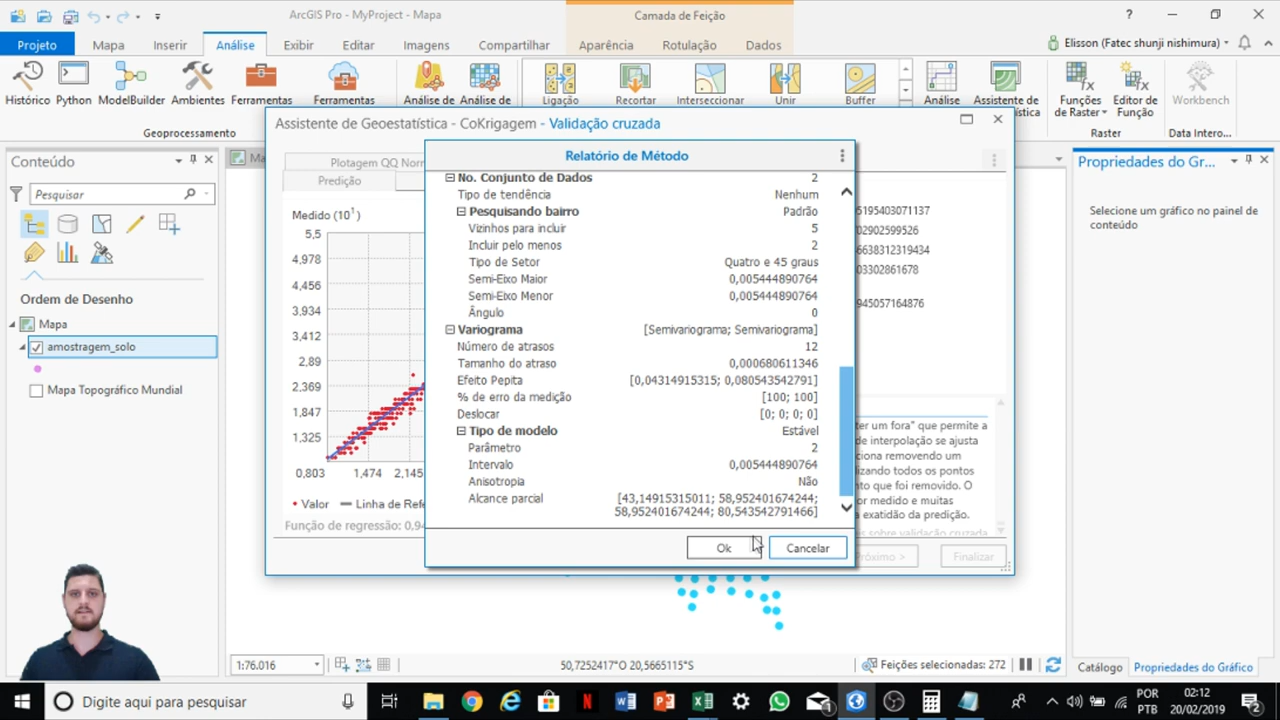 ArcGIS Pro - MyProject - Mapa
Camada de Feição
?
Projeto
Mapa
Inserir
Análise
Exibir
Editar
Imagens
Compartilhar
Aparência
Rotulação
Dados
Elisson (Fatec shunji nishimura)
Histórico
Python
ModelBuilder
Ambientes
Ferramentas
Ferramentas
Análise de
Análise de
Ligação
Recortar
Interseccionar
Unir
Buffer
Análise
Assistente de
Funções de Raster
Editor de Função
Workbench
Geoprocessamento
Raster
Data Intero...
Assistente de Geoestatística - CoKrigagem - Validação cruzada
Conteúdo
Pesquisar
Ordem de Desenho
Mapa
amostragem_solo
Mapa Topográfico Mundial
Plotagem QQ Norm
Predição
Medido (10¹)
5,5
4,978
4,456
3,934
3,412
2,89
2,369
1,847
1,325
0,803 1,474 2,145
Valor Linha de Refe
Função de regressão: 0,94
Relatório de Método
No. Conjunto de Dados 2
Tipo de tendência Nenhum
Pesquisando bairro Padrão
Vizinhos para incluir 5
Incluir pelo menos 2
Tipo de Setor Quatro e 45 graus
Semi-Eixo Maior 0,005444890764
Semi-Eixo Menor 0,005444890764
Ângulo 0
Variograma [Semivariograma; Semivariograma]
Número de atrasos 12
Tamanho do atraso 0,000680611346
Efeito Pepita [0,04314915315; 0,080543542791]
% de erro da medição [100; 100]
Deslocar [0; 0; 0; 0]
Tipo de modelo Estável
Parâmetro 2
Intervalo 0,005444890764
Anisotropia Não
Alcance parcial [43,14915315011; 58,952401674244;
58,952401674244; 80,543542791466]
Ok
Cancelar
5195403071137
02902599526
6638312319434
03302861678
945057164876
ter um fora" que permite a
de interpolação se ajusta
ciona removendo um
lizando todos os pontos
nto que foi removido. O
or medido e muitas
a exatidão da predição.
es sobre validação cruzada
Próximo >
Finalizar
Propriedades do Gr...
Selecione um gráfico no painel de
conteúdo
1:76.016
50,7252417°O 20,5665115°S
Feições selecionadas: 272
Catálogo
Propriedades do Gráfico
Digite aqui para pesquisar
POR
PTB
02:12
20/02/2019
2